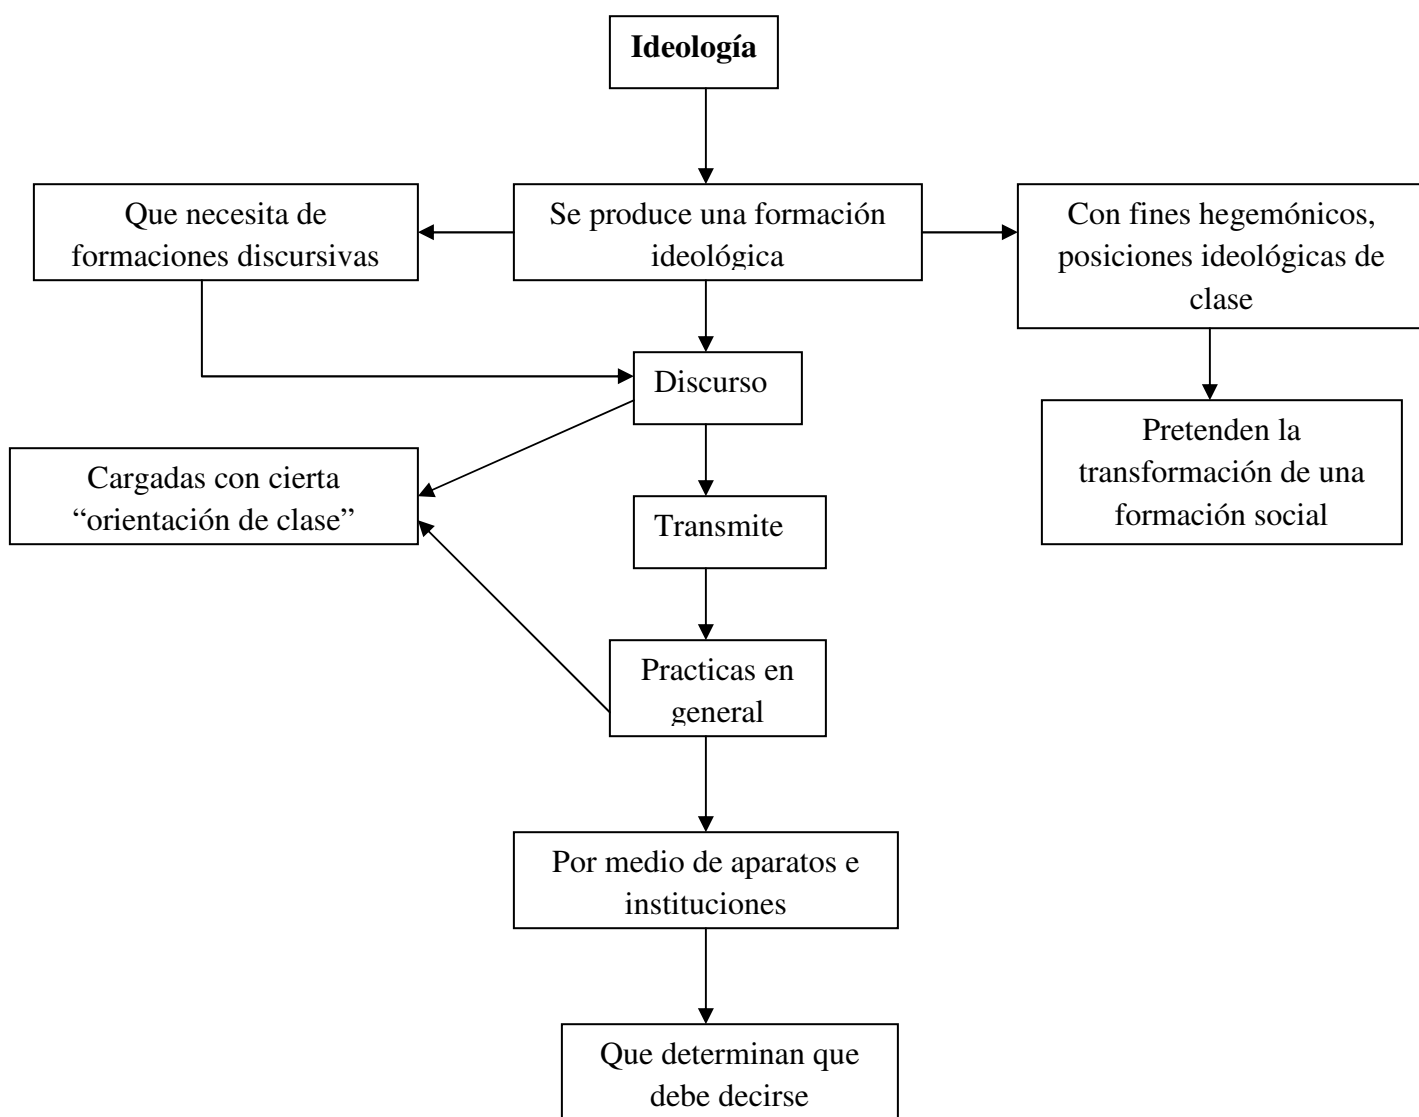 Ideología
Que necesita de
formaciones discursivas
Se produce una formación
ideológica
Con fines hegemónicos,
posiciones ideológicas de
clase
Discurso
Pretenden la
transformación de una
formación social
Cargadas con cierta
“orientación de clase”
Transmite
Practicas en
general
Por medio de aparatos e
instituciones
Que determinan que
debe decirse